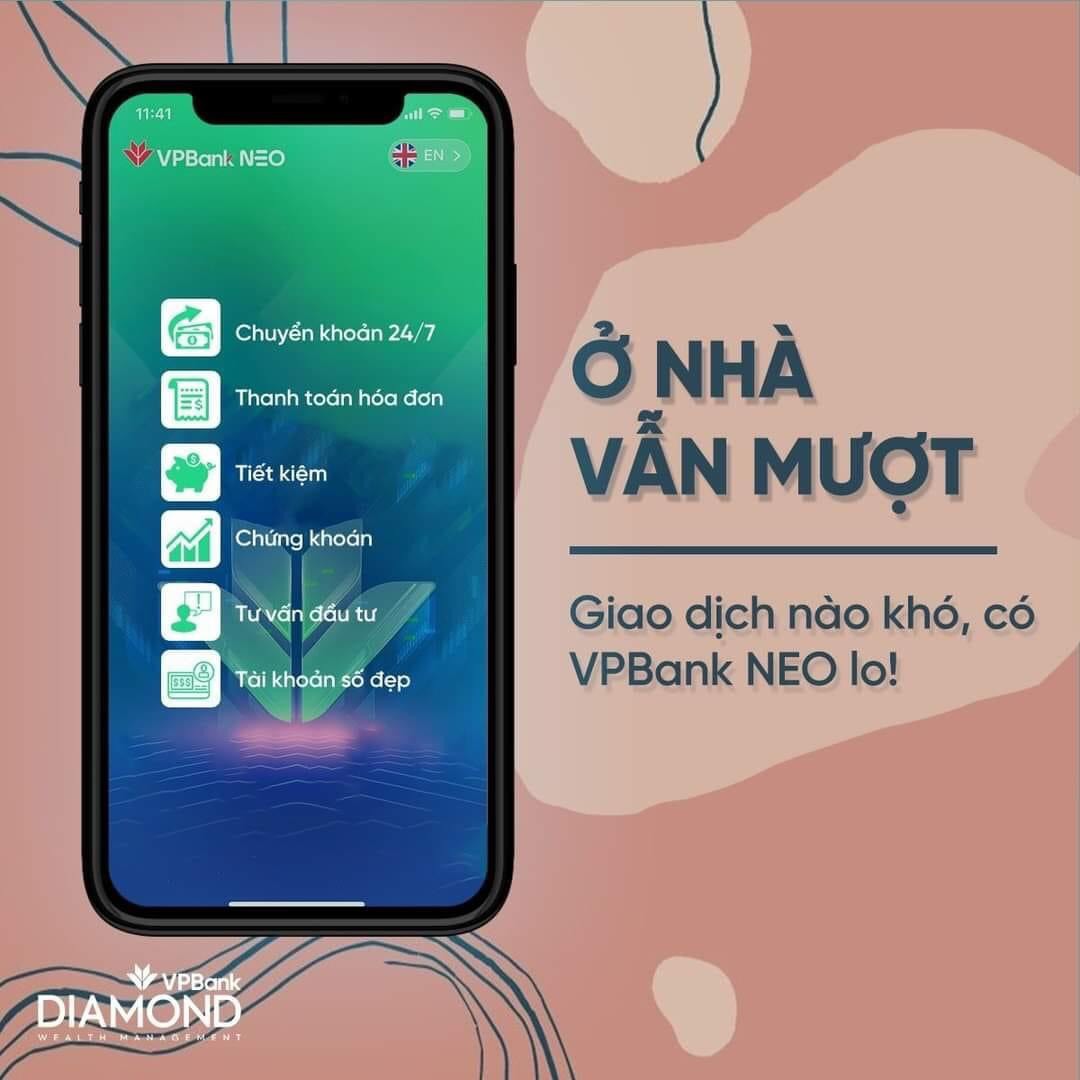 11:41
VPBank NEO
EN
Chuyển khoản 24/7
Thanh toán hóa đơn
Tiết kiệm
Chứng khoán
Tư vấn đầu tư
Tài khoản số đẹp
Ở NHÀ
VẪN MƯỢT
Giao dịch nào khó, có
VPBank NEO lo!
VPBank
DIAMOND
WEALTH MANAGEMENT